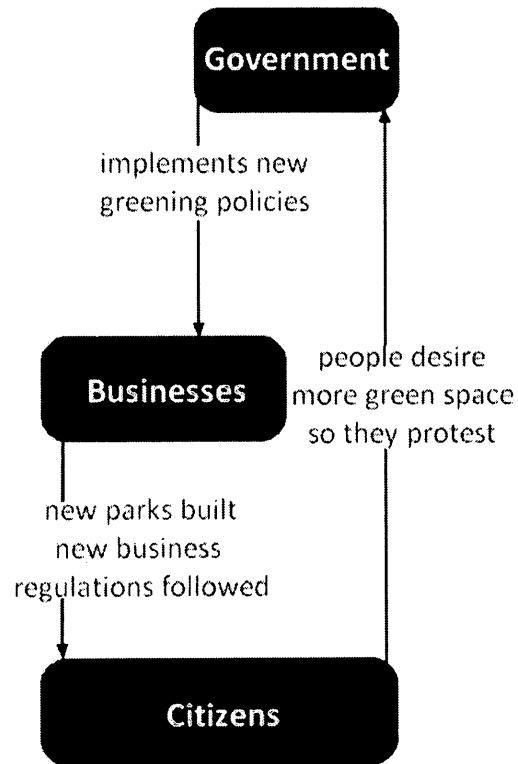 Government
implements new
greening policies
Businesses
people desire
more green space
so they protest
new parks built
new business
regulations followed
Citizens